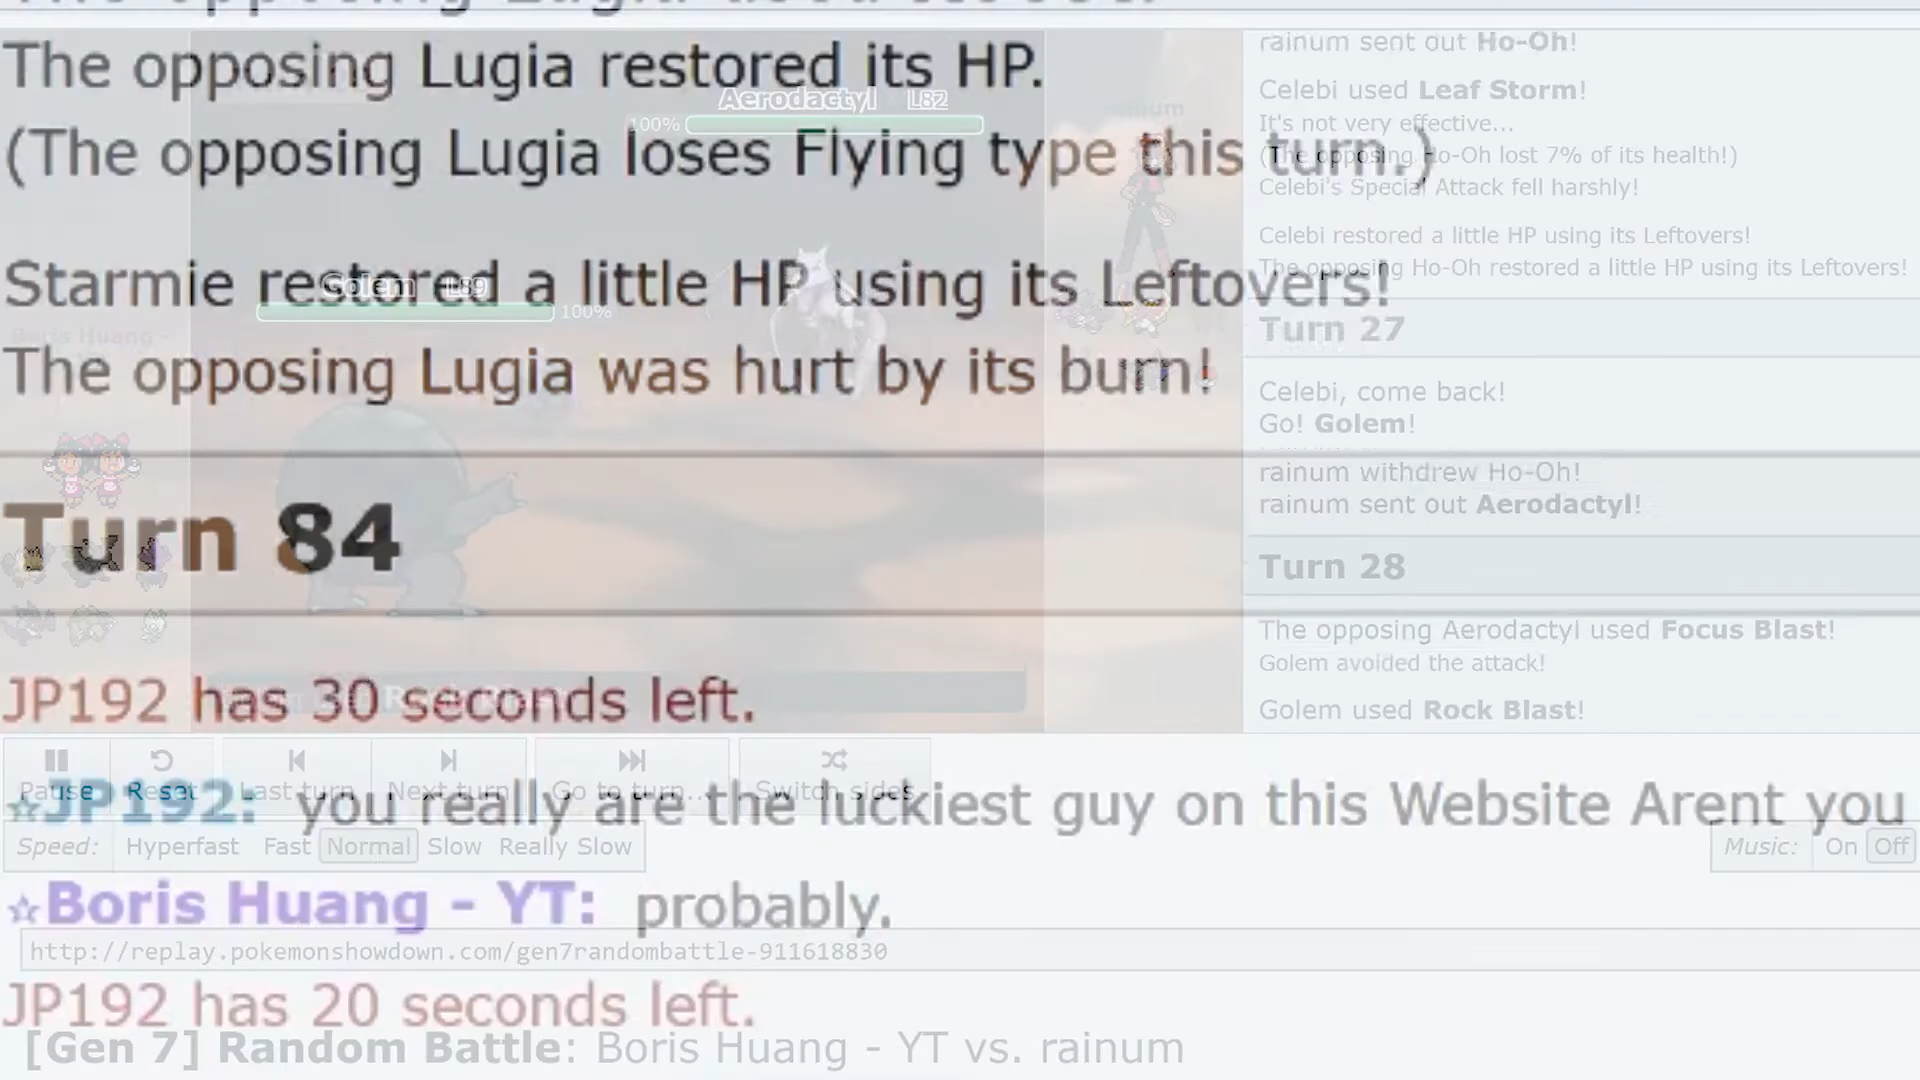 The opposing Lugia restored its HP.
(The opposing Lugia loses Flying type this turn.)
Starmie restored a little HP using its Leftovers!
The opposing Lugia was hurt by its burn!
Turn 84
JP192 has 30 seconds left.
☆JP192: you really are the luckiest guy on this Website Arent you
☆Boris Huang - YT: probably.
JP192 has 20 seconds left.
Aerodactyl L82
100%
Golem L89
100%
Boris Huang -
rainum sent out Ho-Oh!
Celebi used Leaf Storm!
It's not very effective...
(The opposing Ho-Oh lost 7% of its health!)
Celebi's Special Attack fell harshly!
Celebi restored a little HP using its Leftovers!
The opposing Ho-Oh restored a little HP using its Leftovers!
Turn 27
Celebi, come back!
Go! Golem!
rainum withdrew Ho-Oh!
rainum sent out Aerodactyl!
Turn 28
The opposing Aerodactyl used Focus Blast!
Golem avoided the attack!
Golem used Rock Blast!
Pause Reset Last turn Next turn Go to turn... Switch sides
Speed: Hyperfast Fast Normal Slow Really Slow
Music: On Off
http://replay.pokemonshowdown.com/gen7randombattle-911618830
[Gen 7] Random Battle: Boris Huang - YT vs. rainum